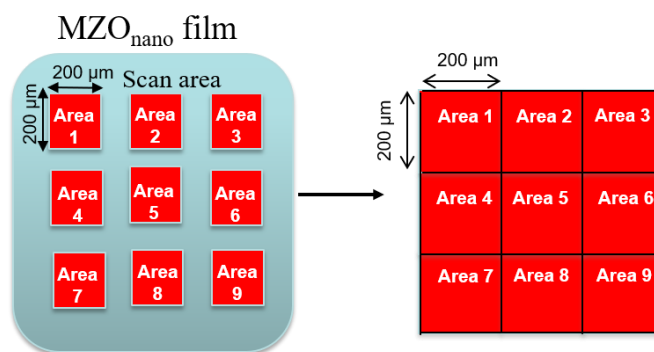 MZOnano film
200 µm
Scan area
200 µm
Area
1
Area
2
Area
3
Area
4
Area
5
Area
6
Area
7
Area
8
Area
9
200 µm
200 µm
Area 1
Area 2
Area 3
Area 4
Area 5
Area 6
Area 7
Area 8
Area 9